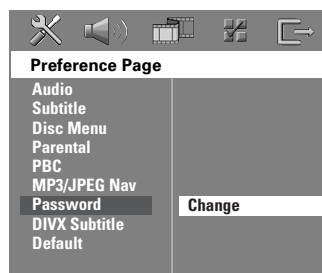 Preference Page
Audio
Subtitle
Disc Menu
Parental
PBC
MP3/JPEG Nav
Password Change
DIVX Subtitle
Default